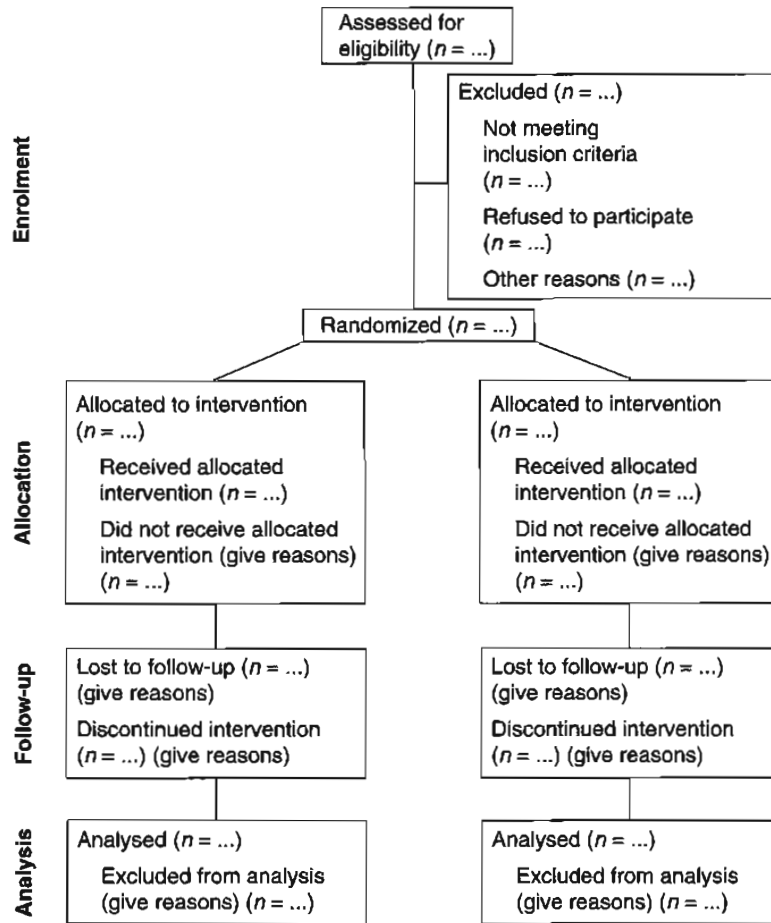 Assessed for
eligibility (n = ...)
Enrolment
Excluded (n = ...)
Not meeting
inclusion criteria
(n = ...)
Refused to participate
(n = ...)
Other reasons (n = ...)
Randomized (n = ...)
Allocation
Allocated to intervention
(n = ...)
Received allocated
intervention (n = ...)
Did not receive allocated
intervention (give reasons)
(n = ...)
Allocated to intervention
(n = ...)
Received allocated
intervention (n = ...)
Did not receive allocated
intervention (give reasons)
(n = ...)
Follow-up
Lost to follow-up (n = ...)
(give reasons)
Discontinued intervention
(n = ...) (give reasons)
Lost to follow-up (n = ...)
(give reasons)
Discontinued intervention
(n = ...) (give reasons)
Analysis
Analysed (n = ...)
Excluded from analysis
(give reasons) (n = ...)
Analysed (n = ...)
Excluded from analysis
(give reasons) (n = ...)